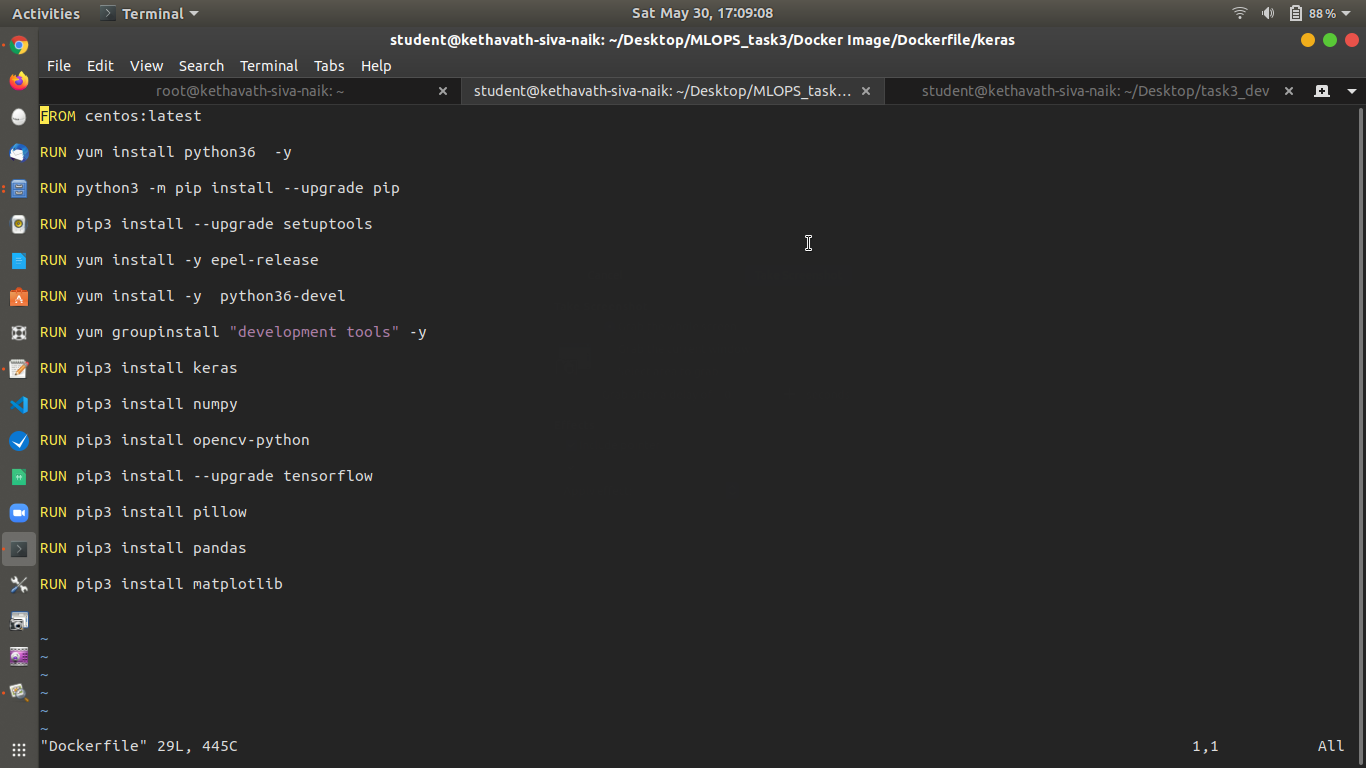 Activities Terminal Sat May 30, 17:09:08 88%
student@kethavath-siva-naik: ~/Desktop/MLOPS_task3/Docker Image/Dockerfile/keras
File Edit View Search Terminal Tabs Help
root@kethavath-siva-naik: ~ student@kethavath-siva-naik: ~/Desktop/MLOPS_task... student@kethavath-siva-naik: ~/Desktop/task3_dev
FROM centos:latest
RUN yum install python36  -y
RUN python3 -m pip install --upgrade pip
RUN pip3 install --upgrade setuptools
RUN yum install -y epel-release
RUN yum install -y  python36-devel
RUN yum groupinstall "development tools" -y
RUN pip3 install keras
RUN pip3 install numpy
RUN pip3 install opencv-python
RUN pip3 install --upgrade tensorflow
RUN pip3 install pillow
RUN pip3 install pandas
RUN pip3 install matplotlib
~
~
~
~
~
~
"Dockerfile" 29L, 445C 1,1 All